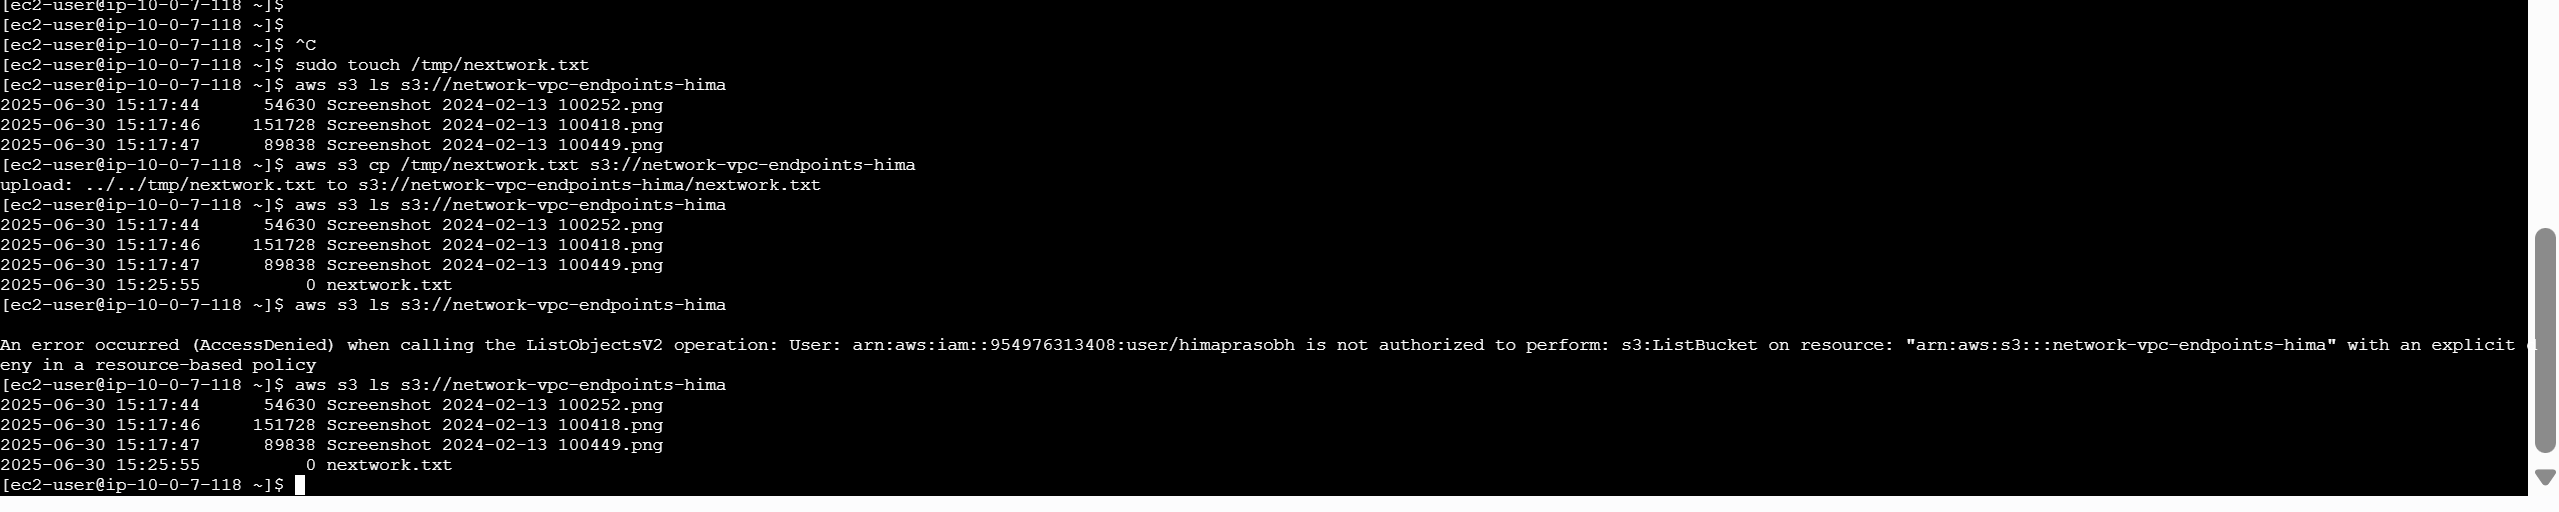 [ec2-user@ip-10-0-7-118 ~]$
[ec2-user@ip-10-0-7-118 ~]$
[ec2-user@ip-10-0-7-118 ~]$ ^C
[ec2-user@ip-10-0-7-118 ~]$ sudo touch /tmp/nextwork.txt
[ec2-user@ip-10-0-7-118 ~]$ aws s3 ls s3://network-vpc-endpoints-hima
2025-06-30 15:17:44      54630 Screenshot 2024-02-13 100252.png
2025-06-30 15:17:46     151728 Screenshot 2024-02-13 100418.png
2025-06-30 15:17:47      89838 Screenshot 2024-02-13 100449.png
[ec2-user@ip-10-0-7-118 ~]$ aws s3 cp /tmp/nextwork.txt s3://network-vpc-endpoints-hima
upload: ../../tmp/nextwork.txt to s3://network-vpc-endpoints-hima/nextwork.txt
[ec2-user@ip-10-0-7-118 ~]$ aws s3 ls s3://network-vpc-endpoints-hima
2025-06-30 15:17:44      54630 Screenshot 2024-02-13 100252.png
2025-06-30 15:17:46     151728 Screenshot 2024-02-13 100418.png
2025-06-30 15:17:47      89838 Screenshot 2024-02-13 100449.png
2025-06-30 15:25:55          0 nextwork.txt
[ec2-user@ip-10-0-7-118 ~]$ aws s3 ls s3://network-vpc-endpoints-hima
An error occurred (AccessDenied) when calling the ListObjectsV2 operation: User: arn:aws:iam::954976313408:user/himaprasobh is not authorized to perform: s3:ListBucket on resource: "arn:aws:s3:::network-vpc-endpoints-hima" with an explicit d
eny in a resource-based policy
[ec2-user@ip-10-0-7-118 ~]$ aws s3 ls s3://network-vpc-endpoints-hima
2025-06-30 15:17:44      54630 Screenshot 2024-02-13 100252.png
2025-06-30 15:17:46     151728 Screenshot 2024-02-13 100418.png
2025-06-30 15:17:47      89838 Screenshot 2024-02-13 100449.png
2025-06-30 15:25:55          0 nextwork.txt
[ec2-user@ip-10-0-7-118 ~]$